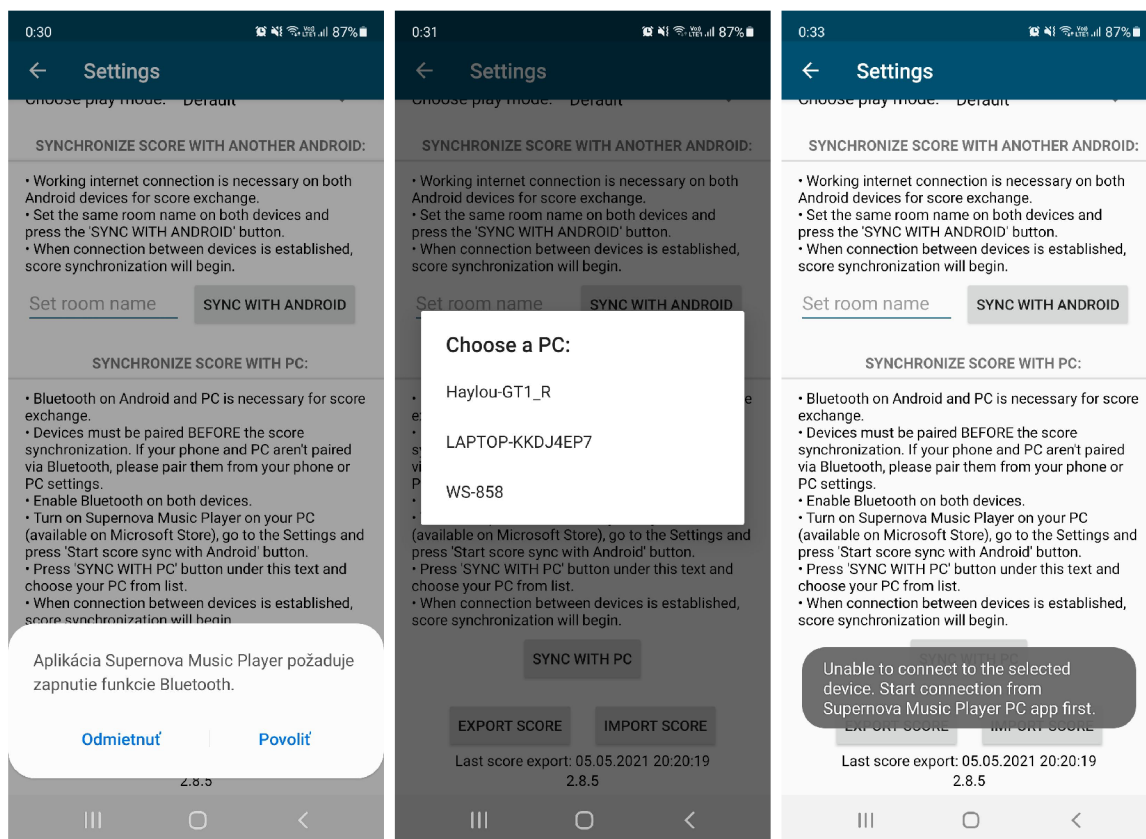 0:30
87%
Settings
Choose play mode: Default
SYNCHRONIZE SCORE WITH ANOTHER ANDROID:
• Working internet connection is necessary on both
Android devices for score exchange.
• Set the same room name on both devices and
press the 'SYNC WITH ANDROID' button.
• When connection between devices is established,
score synchronization will begin.
Set room name
SYNC WITH ANDROID
SYNCHRONIZE SCORE WITH PC:
• Bluetooth on Android and PC is necessary for score
exchange.
• Devices must be paired BEFORE the score
synchronization. If your phone and PC aren't paired
via Bluetooth, please pair them from your phone or
PC settings.
• Enable Bluetooth on both devices.
• Turn on Supernova Music Player on your PC
(available on Microsoft Store), go to the Settings and
press 'Start score sync with Android' button.
• Press 'SYNC WITH PC' button under this text and
choose your PC from list.
• When connection between devices is established,
score synchronization will begin.
Aplikácia Supernova Music Player požaduje
zapnutie funkcie Bluetooth.
Odmietnuť
Povoliť
2.8.5
0:31
87%
Settings
Choose play mode: Default
SYNCHRONIZE SCORE WITH ANOTHER ANDROID:
• Working internet connection is necessary on both
Android devices for score exchange.
• Set the same room name on both devices and
press the 'SYNC WITH ANDROID' button.
• When connection between devices is established,
score synchronization will begin.
Set room name
SYNC WITH ANDROID
Choose a PC:
Haylou-GT1_R
LAPTOP-KKDJ4EP7
WS-858
(available on Microsoft Store), go to the Settings and
press 'Start score sync with Android' button.
• Press 'SYNC WITH PC' button under this text and
choose your PC from list.
• When connection between devices is established,
score synchronization will begin.
SYNC WITH PC
EXPORT SCORE
IMPORT SCORE
Last score export: 05.05.2021 20:20:19
2.8.5
0:33
87%
Settings
Choose play mode: Default
SYNCHRONIZE SCORE WITH ANOTHER ANDROID:
• Working internet connection is necessary on both
Android devices for score exchange.
• Set the same room name on both devices and
press the 'SYNC WITH ANDROID' button.
• When connection between devices is established,
score synchronization will begin.
Set room name
SYNC WITH ANDROID
SYNCHRONIZE SCORE WITH PC:
• Bluetooth on Android and PC is necessary for score
exchange.
• Devices must be paired BEFORE the score
synchronization. If your phone and PC aren't paired
via Bluetooth, please pair them from your phone or
PC settings.
• Enable Bluetooth on both devices.
• Turn on Supernova Music Player on your PC
(available on Microsoft Store), go to the Settings and
press 'Start score sync with Android' button.
• Press 'SYNC WITH PC' button under this text and
choose your PC from list.
• When connection between devices is established,
score synchronization will begin.
SYNC WITH PC
Unable to connect to the selected
device. Start connection from
Supernova Music Player PC app first.
EXPORT SCORE
IMPORT SCORE
Last score export: 05.05.2021 20:20:19
2.8.5